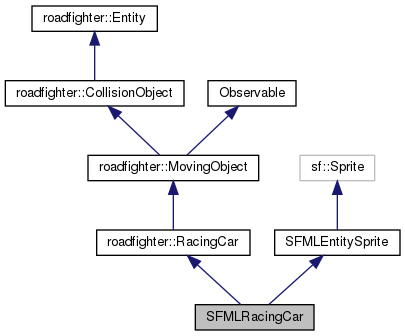 roadfighter::Entity
roadfighter::CollisionObject
Observable
roadfighter::MovingObject
sf::Sprite
roadfighter::RacingCar
SFMLEntitySprite
SFMLRacingCar